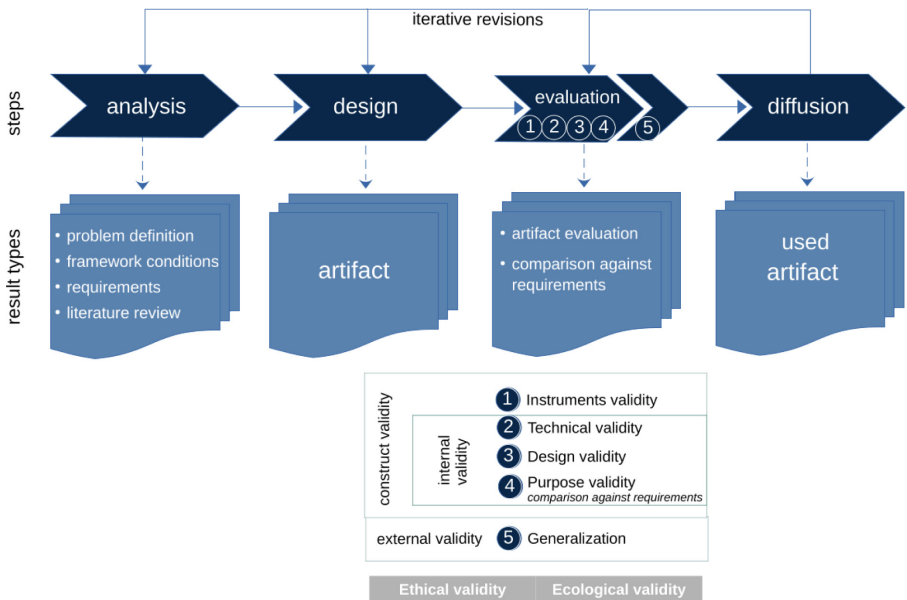 iterative revisions
steps
analysis
design
evaluation
1 2 3 4 5
diffusion
result types
• problem definition
• framework conditions
• requirements
• literature review
artifact
• artifact evaluation
• comparison against
requirements
used
artifact
construct validity
internal
validity
1 Instruments validity
2 Technical validity
3 Design validity
4 Purpose validity
comparison against requirements
external validity 5 Generalization
Ethical validity Ecological validity